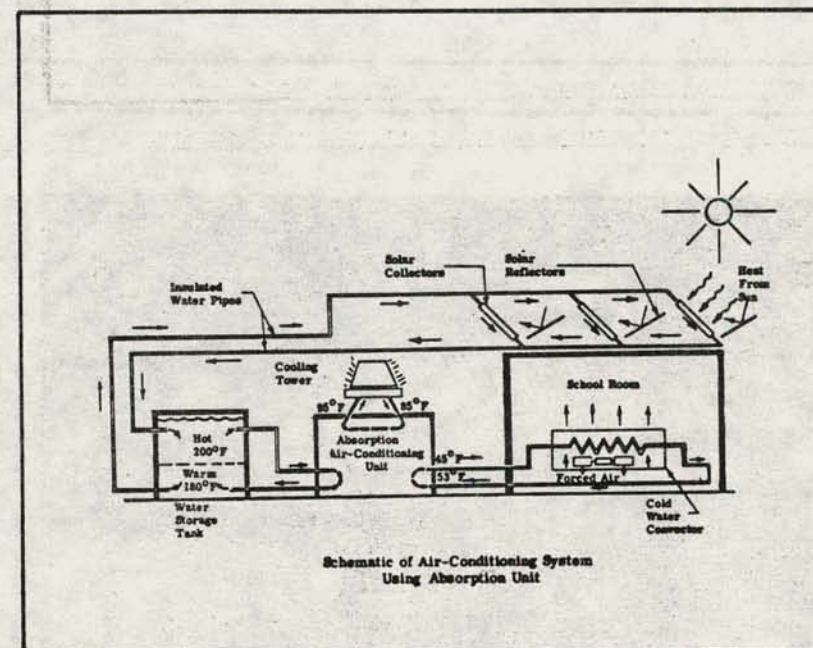 Solar
Collectors
Solar
Reflectors
Heat
From
Sun
Insulated
Water Pipes
Cooling
Tower
School Room
95°F
85°F
Hot
200°F
Absorption
Air-Conditioning
Unit
45°F
53°F
Warm
180°F
Forced Air
Water
Storage
Tank
Cold
Water
Convector
Schematic of Air-Conditioning System
Using Absorption Unit